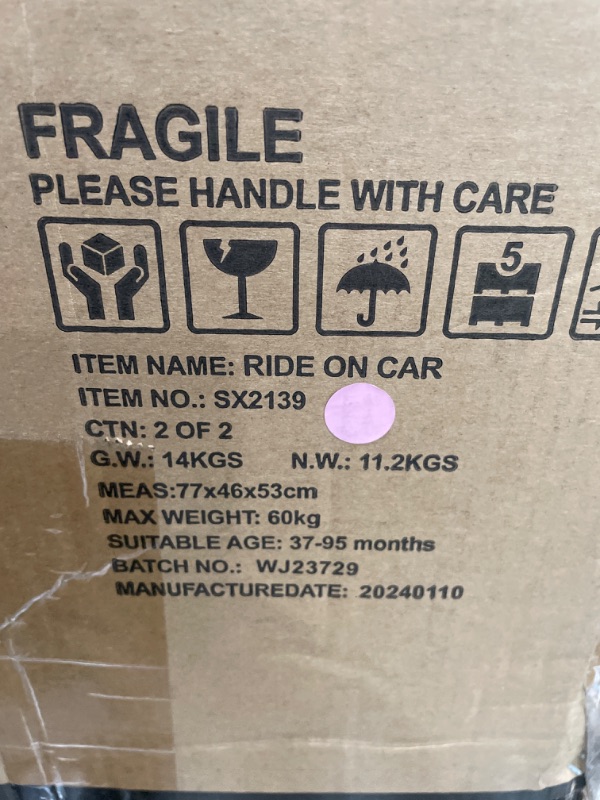 FRAGILE
PLEASE HANDLE WITH CARE
5
ITEM NAME: RIDE ON CAR
ITEM NO.: SX2139
CTN: 2 OF 2
G.W.: 14KGS N.W.: 11.2KGS
MEAS:77x46x53cm
MAX WEIGHT: 60kg
SUITABLE AGE: 37-95 months
BATCH NO.: WJ23729
MANUFACTUREDATE: 20240110